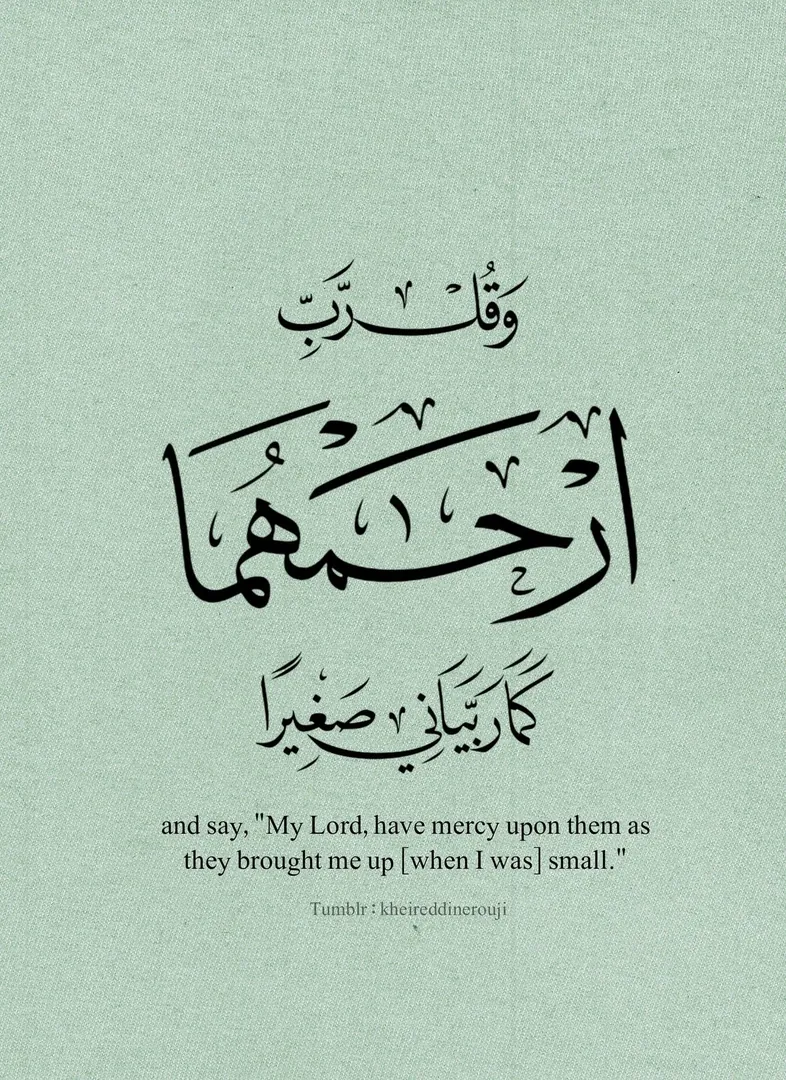 وَقُلْ رَّبِّ
ارْحَمْهُمَا
كَمَا رَبَّيَانِي صَغِيرًا
and say, "My Lord, have mercy upon them as
they brought me up [when I was] small."
Tumblr : kheireddinerouji